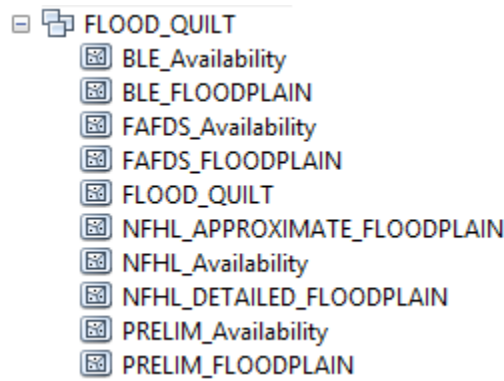 FLOOD_QUILT
BLE_Availability
BLE_FLOODPLAIN
FAFDS_Availability
FAFDS_FLOODPLAIN
FLOOD_QUILT
NFHL_APPROXIMATE_FLOODPLAIN
NFHL_Availability
NFHL_DETAILED_FLOODPLAIN
PRELIM_Availability
PRELIM_FLOODPLAIN